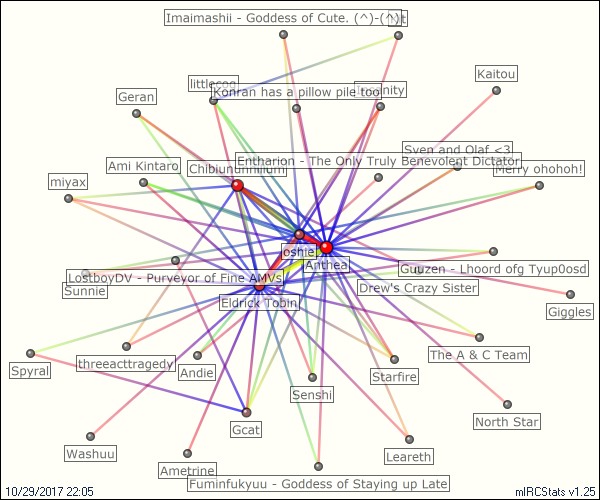 Imaimashii - Goddess of Cute. (^)-(^)
Kaitou
littlecog
Konran has a pillow pile too
Geran
Sven and Olaf <3
Entharion - The Only Truly Benevolent Dictator
Ami Kintaro
Merry ohohoh!
miyax
oshie
Anthea
Guuzen - Lhoord ofg Tyup0osd
LostboyDV - Purveyor of Fine AMVs
Drew's Crazy Sister
Sunnie
Eldrick Tobin
Giggles
The A & C Team
threeacttragedy
Spyral
Andie
Starfire
Senshi
North Star
Gcat
Washuu
Leareth
Ametrine
Fuminfukyuu - Goddess of Staying up Late
10/29/2017 22:05
mIRCStats v1.25